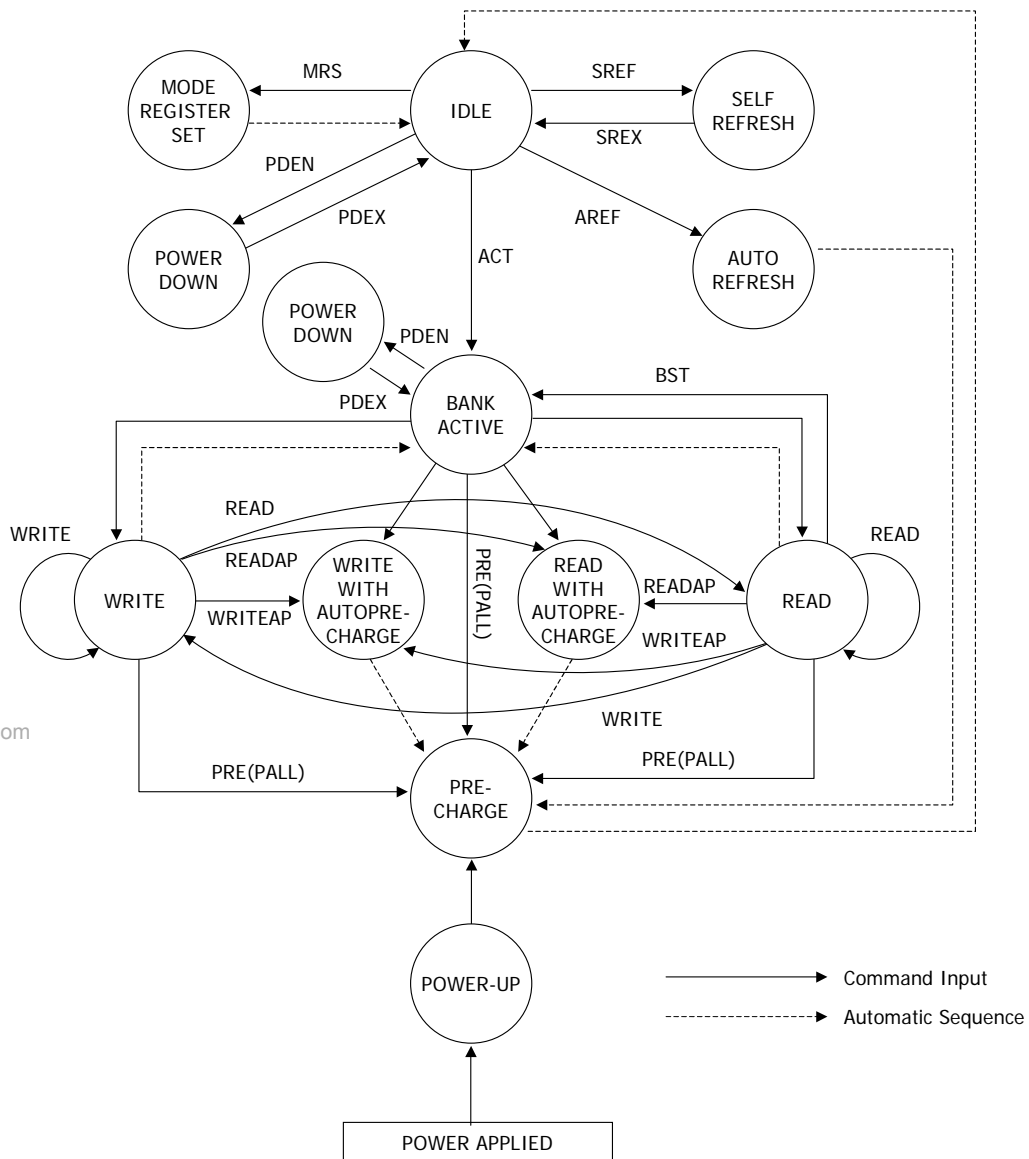 MRS
SREF
MODE
REGISTER
SET
IDLE
SELF
REFRESH
SREX
PDEN
PDEX
AREF
POWER
DOWN
ACT
AUTO
REFRESH
POWER
DOWN
PDEN
BST
PDEX
BANK
ACTIVE
READ
WRITE
READ
READAP
WRITE
WITH
AUTOPRE-
CHARGE
PRE(PALL)
READ
WITH
AUTOPRE-
CHARGE
READAP
WRITE
WRITEAP
READ
WRITEAP
WRITE
om
PRE(PALL)
PRE(PALL)
PRE-
CHARGE
POWER-UP
Command Input
Automatic Sequence
POWER APPLIED